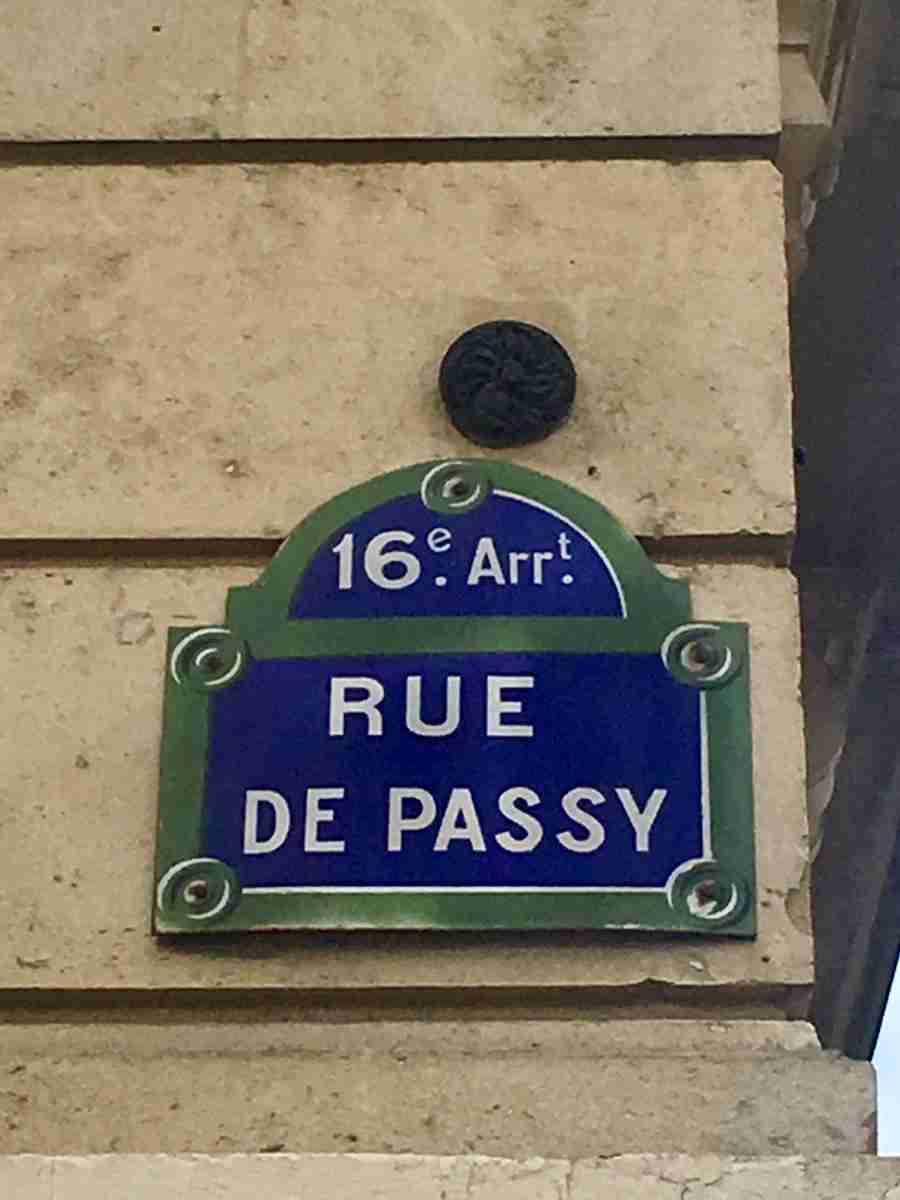 16e. Arrt.
RUE
DE PASSY